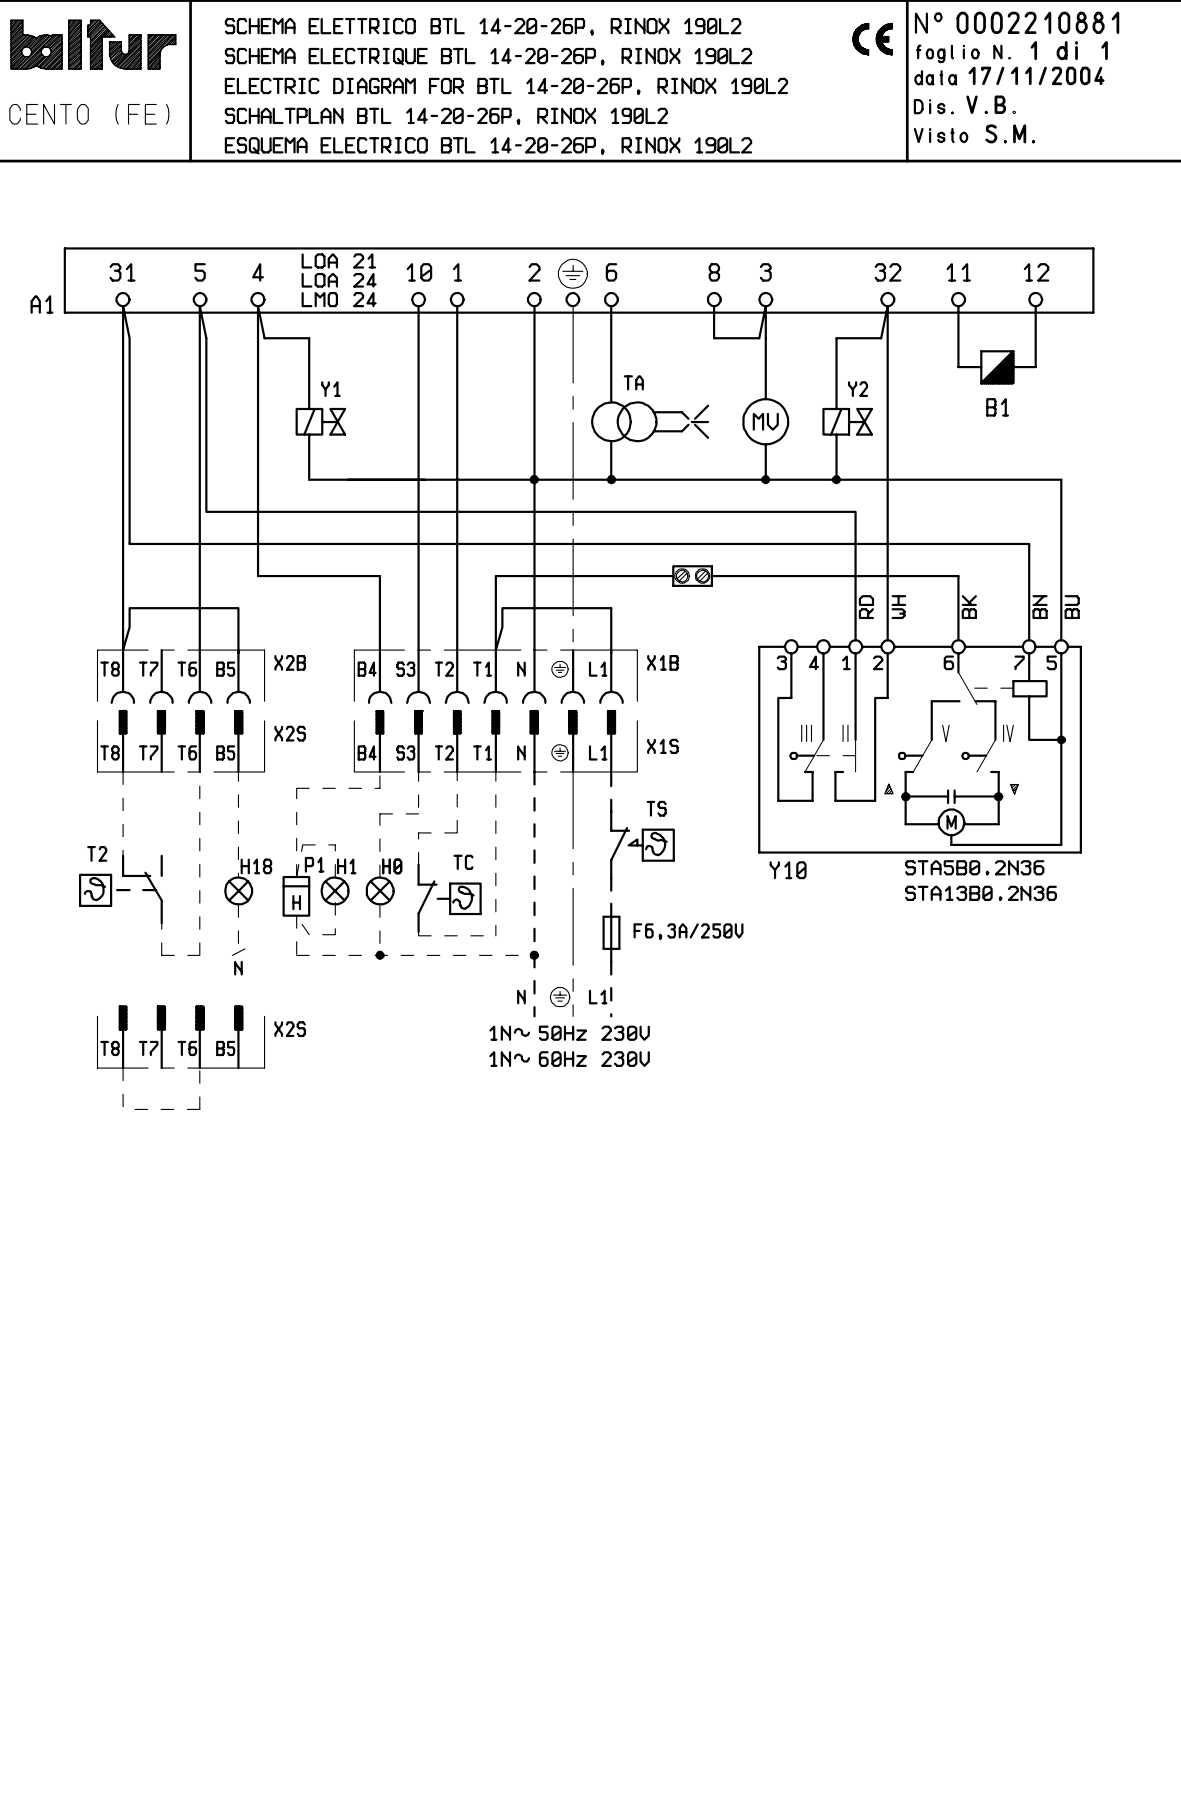 baltur
CENTO (FE)
SCHEMA ELETTRICO BTL 14-20-26P, RINOX 190L2
SCHEMA ELECTRIQUE BTL 14-20-26P, RINOX 190L2
ELECTRIC DIAGRAM FOR BTL 14-20-26P, RINOX 190L2
SCHALTPLAN BTL 14-20-26P, RINOX 190L2
ESQUEMA ELECTRICO BTL 14-20-26P, RINOX 190L2
CE
N° 0002210881
foglio N. 1 di 1
data 17/11/2004
Dis. V.B.
Visto S.M.
A1
31 5 4
LOA 21
LOA 24
LMO 24
10 1 2 6 8 3 32 11 12
Y1 TA MV Y2 B1
RD WH BK BN BU
T8 T7 T6 B5 X2B
B4 S3 T2 T1 N L1 X1B
3 4 1 2 6 7 5
T8 T7 T6 B5 X2S
B4 S3 T2 T1 N L1 X1S
III II V IV
M
TS
T2 H18 P1 H1 H0 TC
H
Y10
STA5B0.2N36
STA13B0.2N36
F6,3A/250V
N
N L1
T8 T7 T6 B5 X2S
1N~ 50Hz 230V
1N~ 60Hz 230V